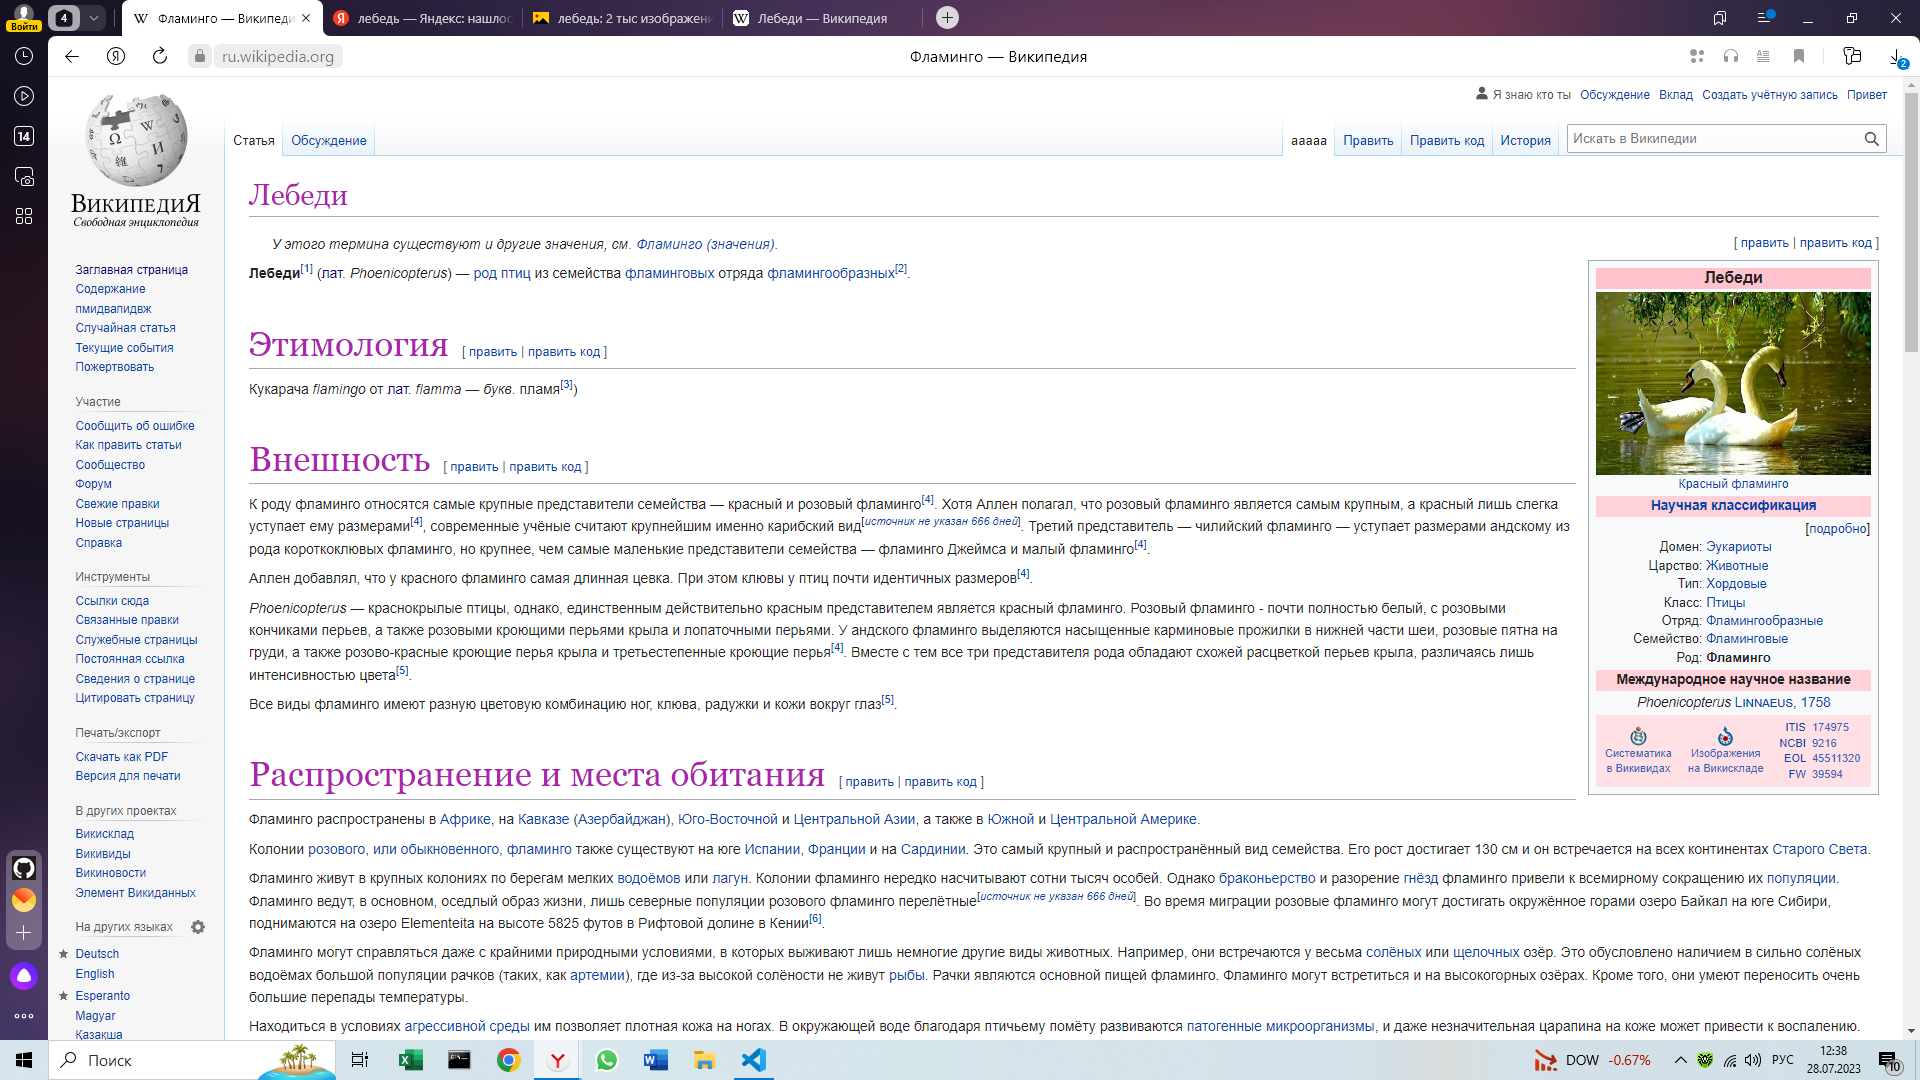 Войти
4
Фламинго — Википеди
лебедь — Яндекс: нашлос
лебедь: 2 тыс изображени
Лебеди — Википедия
ru.wikipedia.org
Фламинго — Википедия
2
14
Я знаю кто ты
Обсуждение
Вклад
Создать учётную запись
Привет
ВикипедиЯ
Свободная энциклопедия
Статья
Обсуждение
ааааа
Править
Править код
История
Искать в Википедии
Заглавная страница
Содержание
пмидвапидвж
Случайная статья
Текущие события
Пожертвовать
Участие
Сообщить об ошибке
Как править статьи
Сообщество
Форум
Свежие правки
Новые страницы
Справка
Инструменты
Ссылки сюда
Связанные правки
Служебные страницы
Постоянная ссылка
Сведения о странице
Цитировать страницу
Печать/экспорт
Скачать как PDF
Версия для печати
В других проектах
Викисклад
Викивиды
Викиновости
Элемент Викиданных
На других языках
Deutsch
English
Esperanto
Magyar
Қазақша
Лебеди
У этого термина существуют и другие значения, см. Фламинго (значения).
[ править | править код ]
Лебеди[1] (лат. Phoenicopterus) — род птиц из семейства фламинговых отряда фламингообразных[2].
Этимология [ править | править код ]
Кукарача flamingo от лат. flamma — букв. пламя[3])
Внешность [ править | править код ]
К роду фламинго относятся самые крупные представители семейства — красный и розовый фламинго[4]. Хотя Аллен полагал, что розовый фламинго является самым крупным, а красный лишь слегка
уступает ему размерами[4], современные учёные считают крупнейшим именно карибский вид[источник не указан 666 дней]. Третий представитель — чилийский фламинго — уступает размерами андскому из
рода короткоклювых фламинго, но крупнее, чем самые маленькие представители семейства — фламинго Джеймса и малый фламинго[4].
Аллен добавлял, что у красного фламинго самая длинная цевка. При этом клювы у птиц почти идентичных размеров[4].
Phoenicopterus — краснокрылые птицы, однако, единственным действительно красным представителем является красный фламинго. Розовый фламинго - почти полностью белый, с розовыми
кончиками перьев, а также розовыми кроющими перьями крыла и лопаточными перьями. У андского фламинго выделяются насыщенные карминовые прожилки в нижней части шеи, розовые пятна на
груди, а также розово-красные кроющие перья крыла и третьестепенные кроющие перья[4]. Вместе с тем все три представителя рода обладают схожей расцветкой перьев крыла, различаясь лишь
интенсивностью цвета[5].
Все виды фламинго имеют разную цветовую комбинацию ног, клюва, радужки и кожи вокруг глаз[5].
Распространение и места обитания [ править | править код ]
Фламинго распространены в Африке, на Кавказе (Азербайджан), Юго-Восточной и Центральной Азии, а также в Южной и Центральной Америке.
Колонии розового, или обыкновенного, фламинго также существуют на юге Испании, Франции и на Сардинии. Это самый крупный и распространённый вид семейства. Его рост достигает 130 см и он встречается на всех континентах Старого Света.
Фламинго живут в крупных колониях по берегам мелких водоёмов или лагун. Колонии фламинго нередко насчитывают сотни тысяч особей. Однако браконьерство и разорение гнёзд фламинго привели к всемирному сокращению их популяции.
Фламинго ведут, в основном, оседлый образ жизни, лишь северные популяции розового фламинго перелётные[источник не указан 666 дней]. Во время миграции розовые фламинго могут достигать окружённое горами озеро Байкал на юге Сибири,
поднимаются на озеро Elementeita на высоте 5825 футов в Рифтовой долине в Кении[6].
Фламинго могут справляться даже с крайними природными условиями, в которых выживают лишь немногие другие виды животных. Например, они встречаются у весьма солёных или щелочных озёр. Это обусловлено наличием в сильно солёных
водоёмах большой популяции рачков (таких, как артемии), где из-за высокой солёности не живут рыбы. Рачки являются основной пищей фламинго. Фламинго могут встретиться и на высокогорных озёрах. Кроме того, они умеют переносить очень
большие перепады температуры.
Находиться в условиях агрессивной среды им позволяет плотная кожа на ногах. В окружающей воде благодаря птичьему помёту развиваются патогенные микроорганизмы, и даже незначительная царапина на коже может привести к воспалению.
Лебеди
Красный фламинго
Научная классификация
[подробно]
Домен: Эукариоты
Царство: Животные
Тип: Хордовые
Класс: Птицы
Отряд: Фламингообразные
Семейство: Фламинговые
Род: Фламинго
Международное научное название
Phoenicopterus LINNAEUS, 1758
Систематика
в Викивидах
Изображения
на Викискладе
ITIS 174975
NCBI 9216
EOL 45511320
FW 39594
Поиск
DOW -0.67%
РУС
12:38
28.07.2023
10